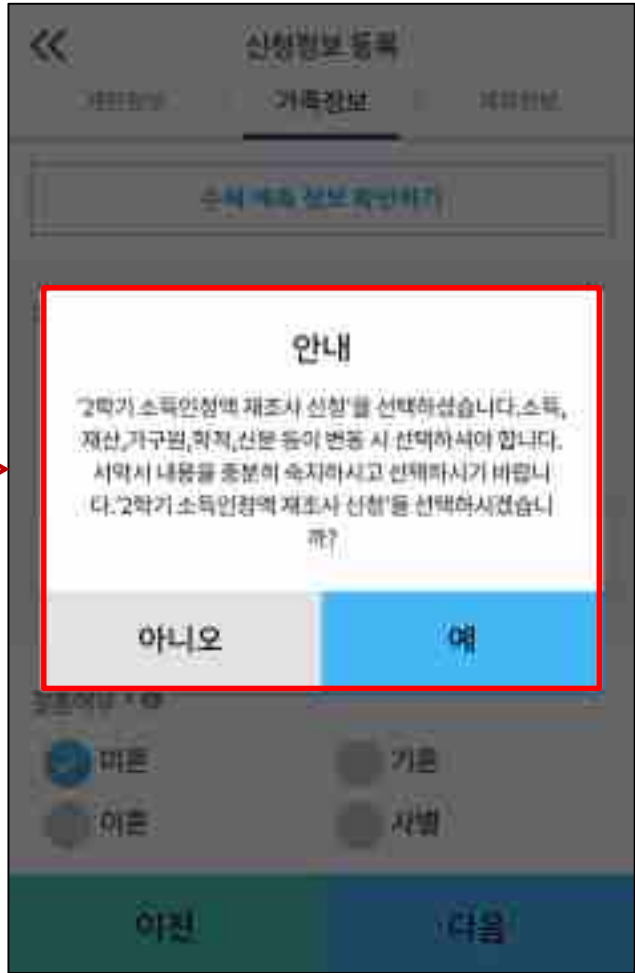 신청정보 등록
개인정보 가족정보
안내
'2학기 소득인정액 재조사 신청'을 선택하셨습니다.소득,
재산,가구원,학적,신분 등이 변동 시 선택하셔야 합니다.
서약서 내용을 충분히 숙지하시고 선택하시기 바랍니
다.'2학기 소득인정액 재조사 신청'을 선택하시겠습니
까?
아니오 예
미혼 기혼
이혼 사별
이전 다음